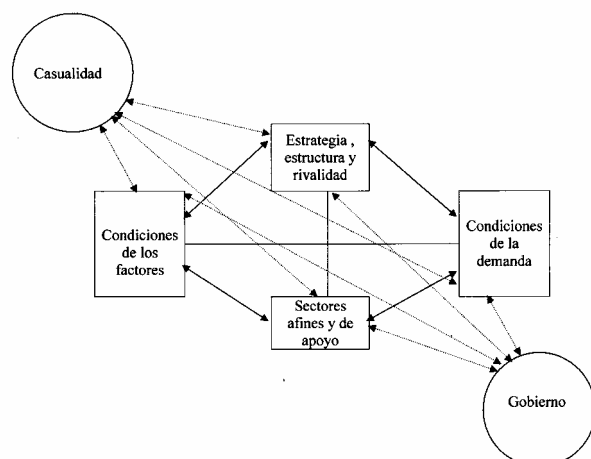 Casualidad
Estrategia ,
estructura y
rivalidad
Condiciones
de los
factores
Condiciones
de la
demanda
Sectores
afines y de
apoyo
Gobierno